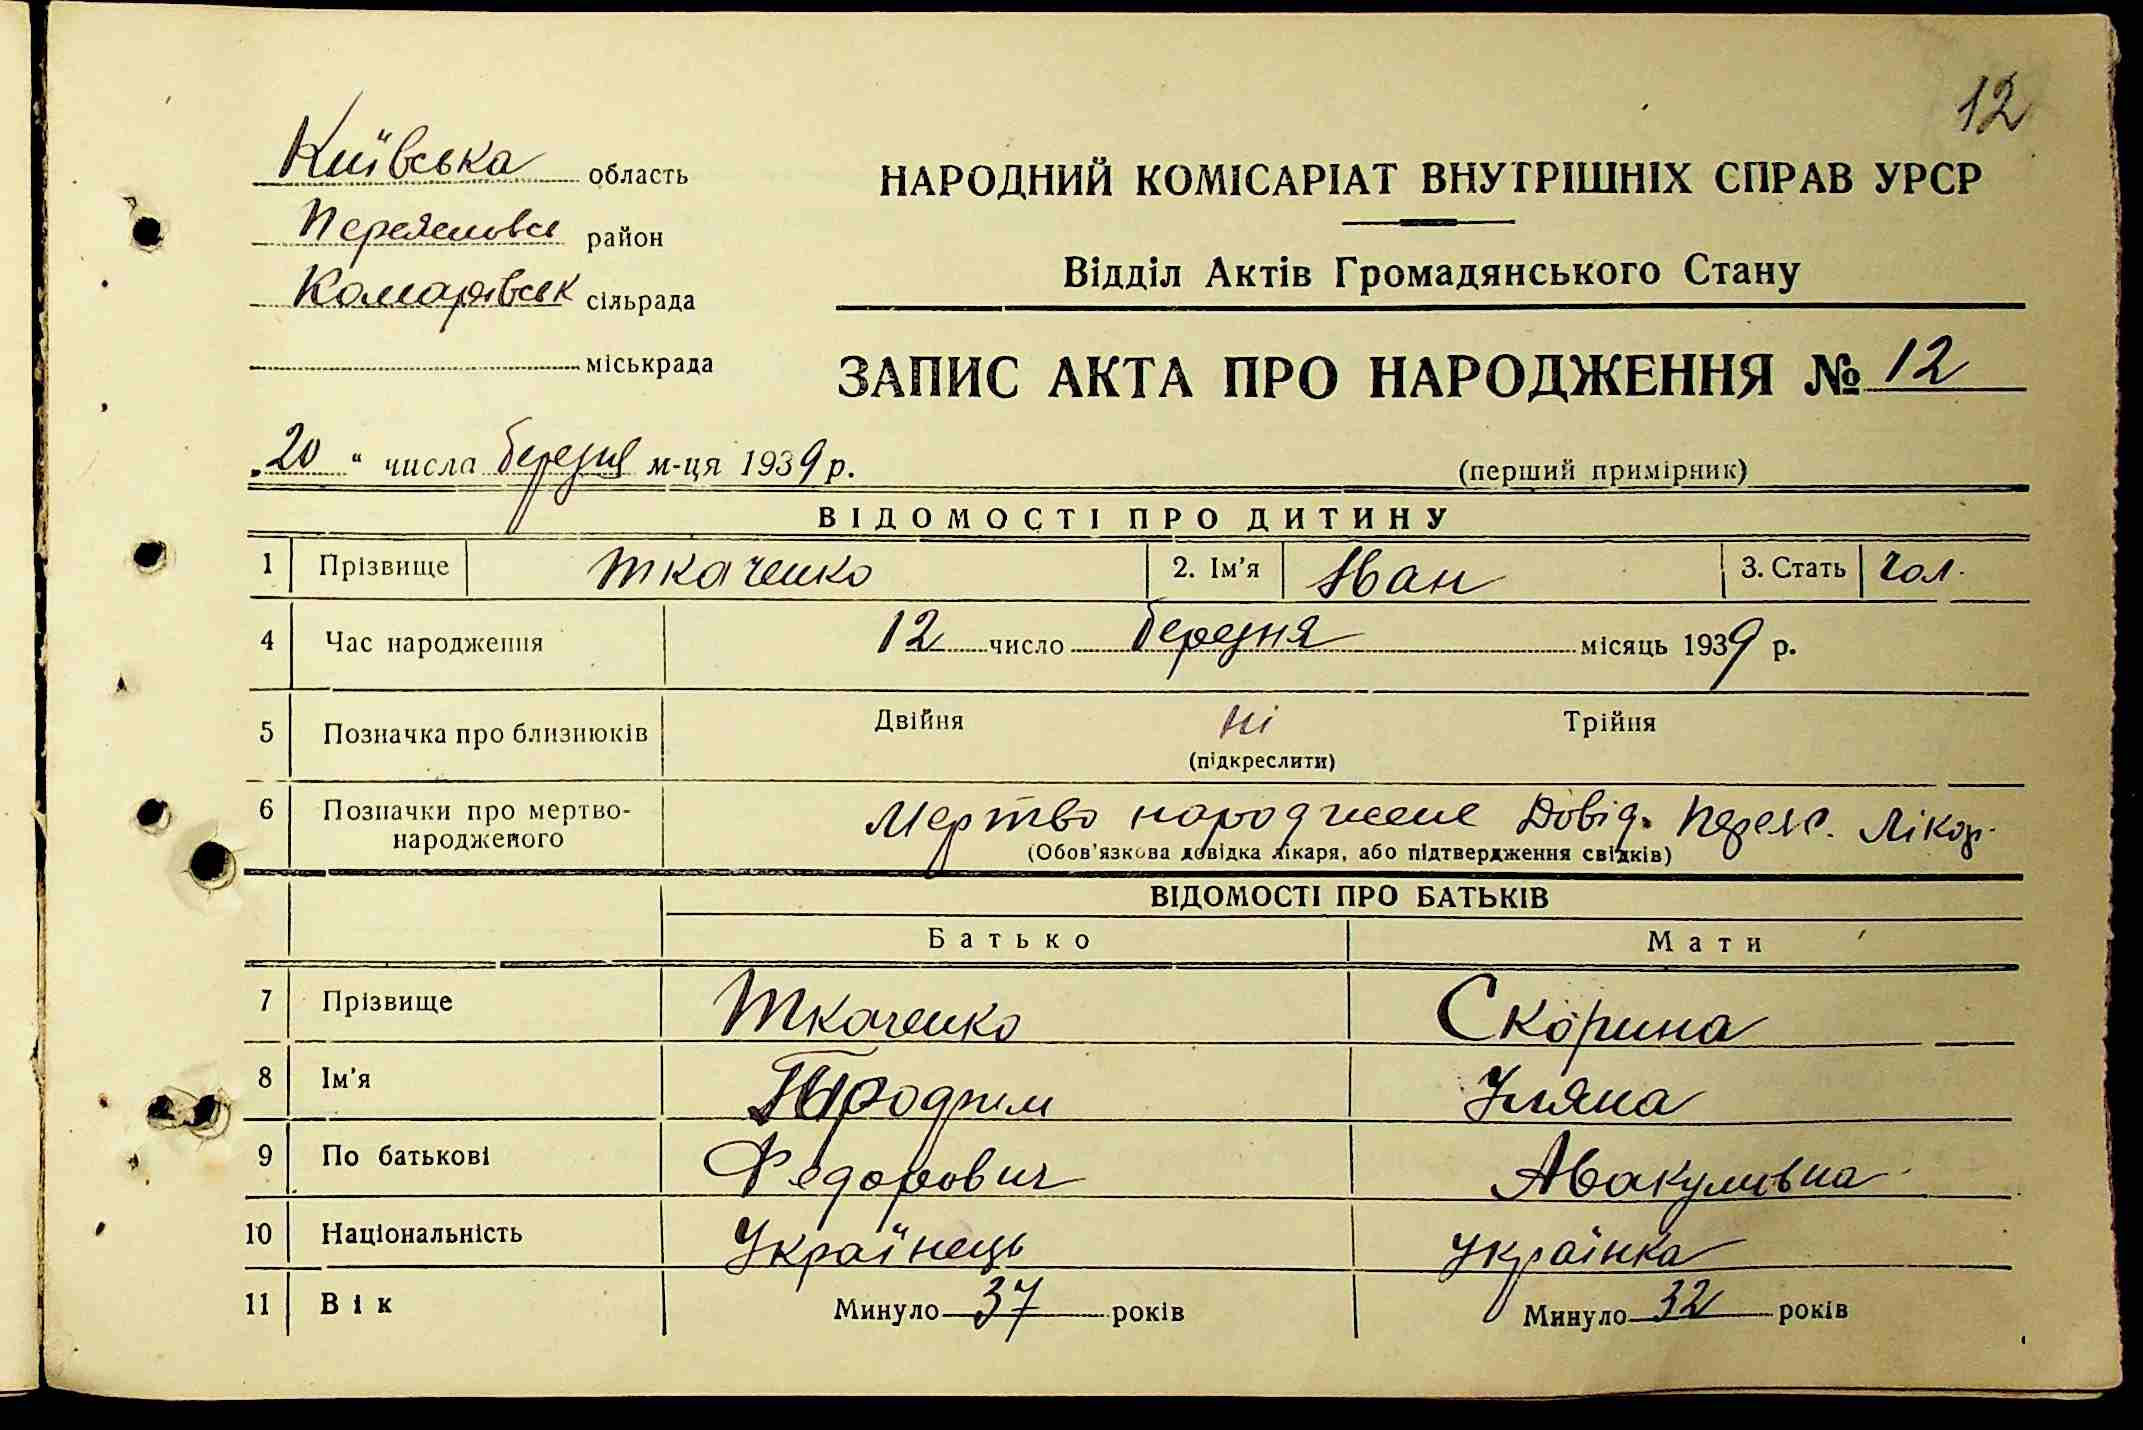 12
Київська область
район
Комарівськ сільрада
міськрада
НАРОДНИЙ КОМІСАРІАТ ВНУТРІШНІХ СПРАВ УРСР
Відділ Актів Громадянського Стану
ЗАПИС АКТА ПРО НАРОДЖЕННЯ № 12
„20“ числа березня м-ця 1939 р.
(перший примірник)
ВІДОМОСТІ ПРО ДИТИНУ
1 Прізвище Ткаченко 2. Ім'я Іван 3. Стать Чол.
4 Час народження 12 число березня місяць 1939 р.
5 Позначка про близнюків Двійня ні Трійня
(підкреслити)
6 Позначки про мертво-народженого Мертво народжене Довід. Переяс. Лікар.
(Обов'язкова довідка лікаря, або підтвердження свідків)
ВІДОМОСТІ ПРО БАТЬКІВ
Батько Мати
7 Прізвище Ткаченко Скорина
8 Ім'я Уляна
9 По батькові Федорович Авакумивна
10 Національність Українець Українка
11 Вік Минуло 37 років Минуло 32 років